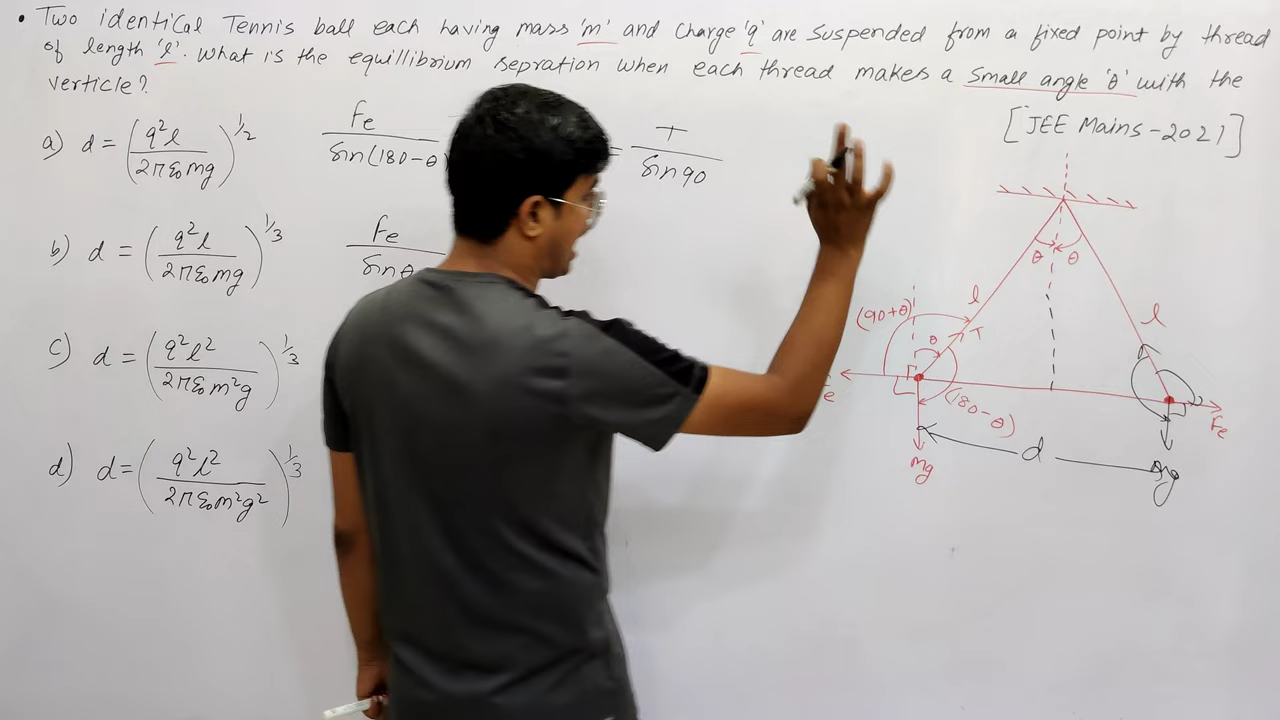 • Two identical Tennis ball each having mass 'm' and charge 'q' are suspended from a fixed point by thread
of length 'l'. What is the equillibrium sepration when each thread makes a small angle 'θ' with the
verticle?
[JEE Mains-2021]
a) d = (q²l / 2πε₀mg)^1/2
b) d = (q²l / 2πε₀mg)^1/3
c) d = (q²l² / 2πε₀m²g)^1/3
d) d = (q²l² / 2πε₀m²g²)^1/3
Fe / sin(180-θ) = T / sin90
Fe / sinθ
θ θ
l l
(90+θ)
θ T
e
(180-θ)
Fe
mg
d
mg